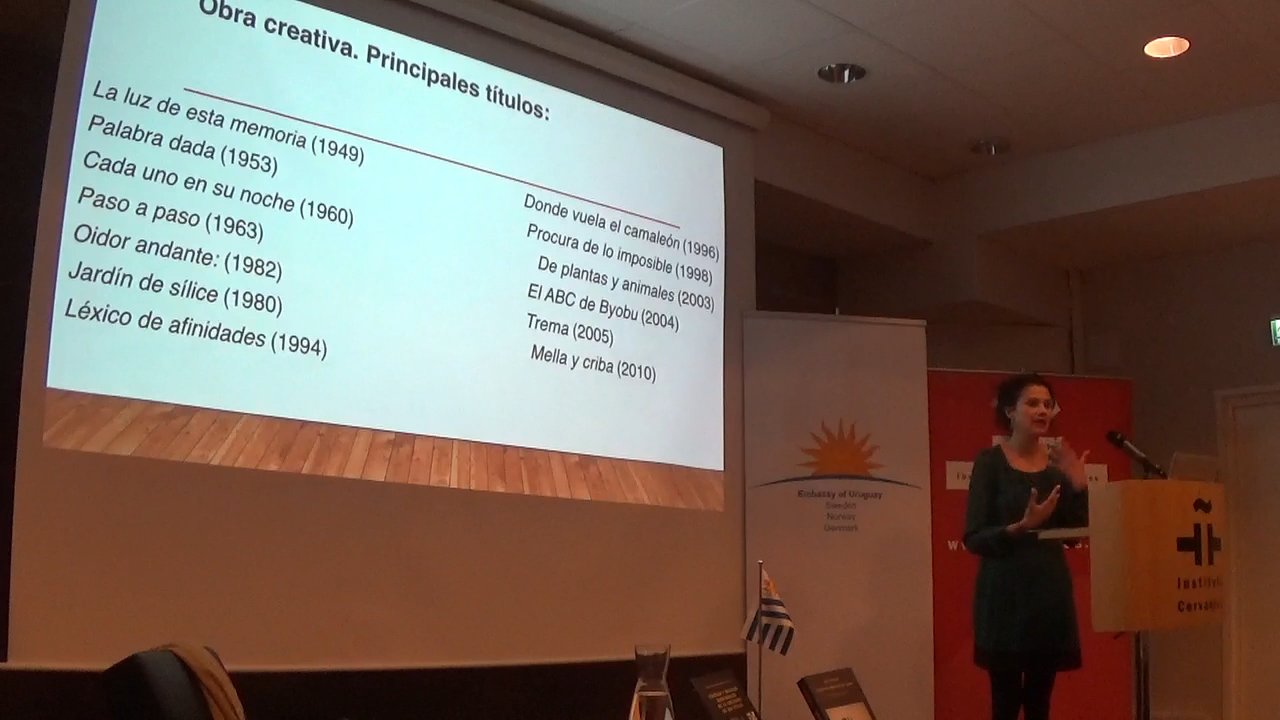 Obra creativa. Principales títulos:
La luz de esta memoria (1949)
Palabra dada (1953)
Cada uno en su noche (1960)
Paso a paso (1963)
Oidor andante: (1982)
Jardín de sílice (1980)
Léxico de afinidades (1994)
Donde vuela el camaleón (1996)
Procura de lo imposible (1998)
De plantas y animales (2003)
El ABC de Byobu (2004)
Trema (2005)
Mella y criba (2010)
Embassy of Uruguay
Sweden
Norway
Denmark